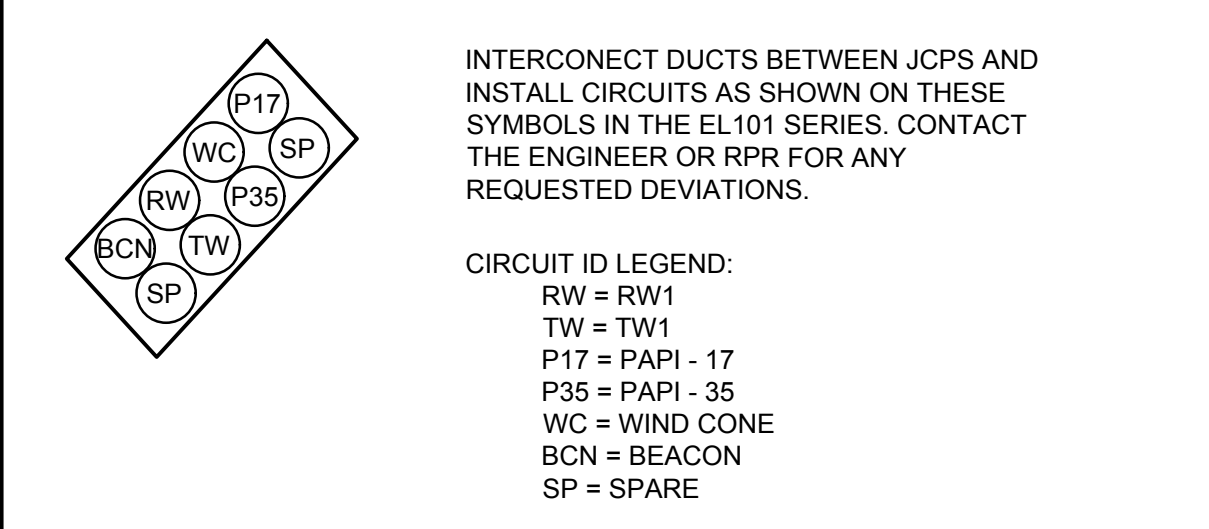 P17
WC
SP
RW
P35
BCN
TW
SP
INTERCONECT DUCTS BETWEEN JCPS AND
INSTALL CIRCUITS AS SHOWN ON THESE
SYMBOLS IN THE EL101 SERIES. CONTACT
THE ENGINEER OR RPR FOR ANY
REQUESTED DEVIATIONS.
CIRCUIT ID LEGEND:
RW = RW1
TW = TW1
P17 = PAPI - 17
P35 = PAPI - 35
WC = WIND CONE
BCN = BEACON
SP = SPARE